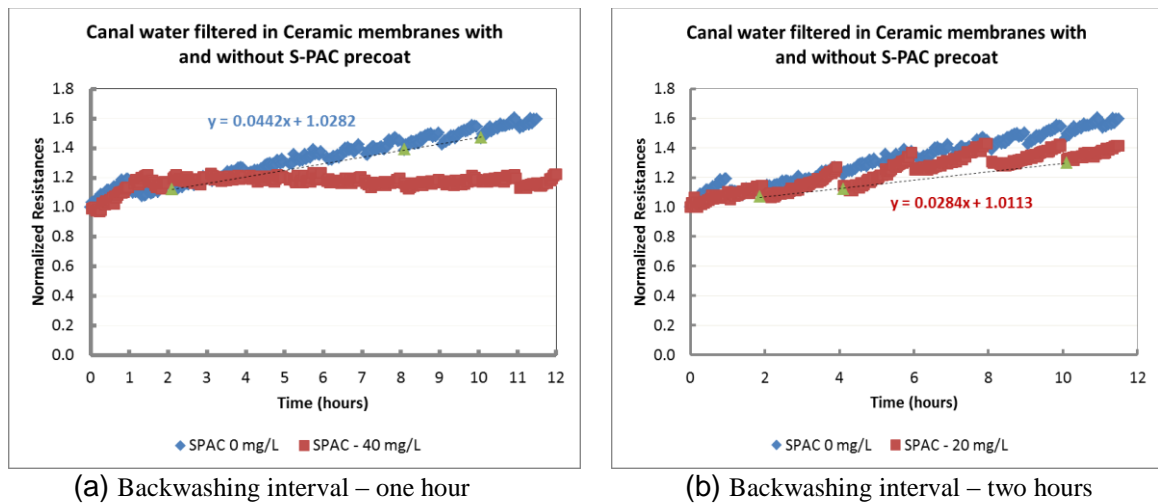 Canal water filtered in Ceramic membranes with
and without S-PAC precoat
Normalized Resistances
1.8
1.6
1.4
1.2
1.0
0.8
0.6
0.4
0.2
0.0
y = 0.0442x + 1.0282
0 1 2 3 4 5 6 7 8 9 10 11 12
Time (hours)
SPAC 0 mg/L SPAC - 40 mg/L
(a) Backwashing interval – one hour
Canal water filtered in Ceramic membranes with
and without S-PAC precoat
Normalized Resistances
1.8
1.6
1.4
1.2
1.0
0.8
0.6
0.4
0.2
0.0
y = 0.0284x + 1.0113
0 2 4 6 8 10 12
Time (hours)
SPAC 0 mg/L SPAC - 20 mg/L
(b) Backwashing interval – two hours